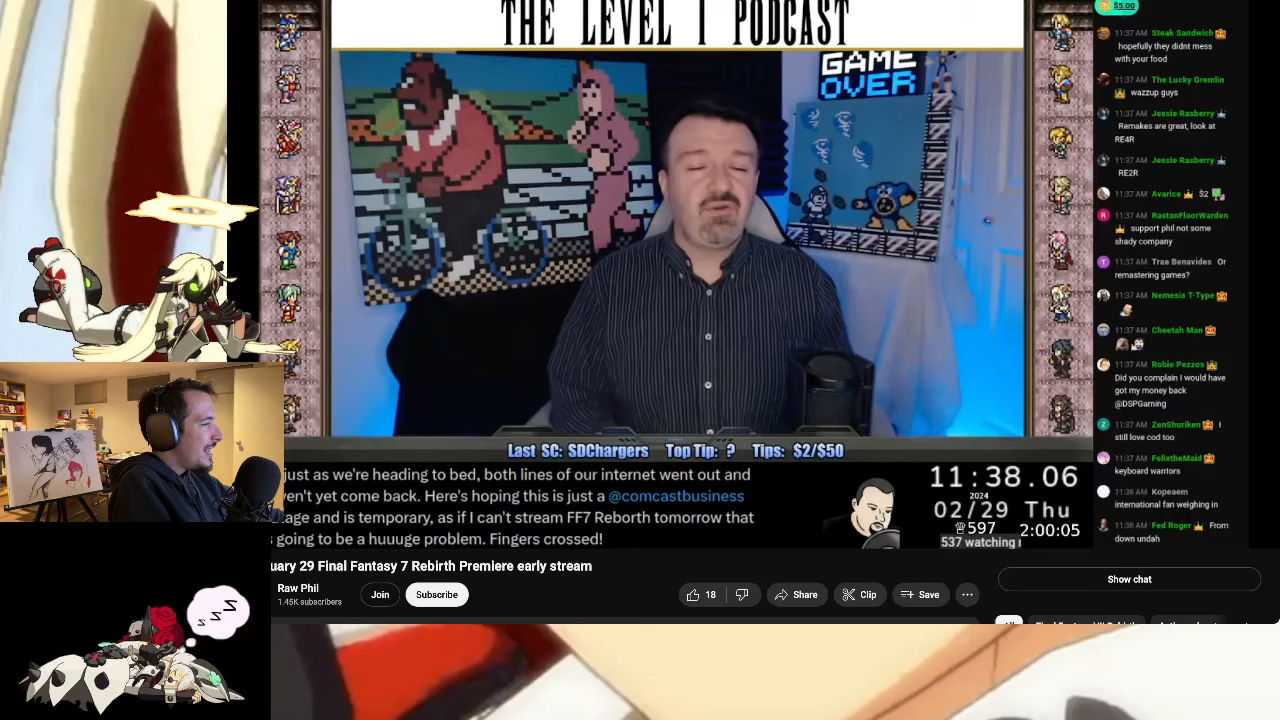 THE LEVEL 1 PODCAST
GAME
OVER
$5.00
11:37 AM Steak Sandwich
hopefully they didnt mess
with your food
11:37 AM The Lucky Gremlin
wazzup guys
11:37 AM Jessie Rasberry
Remakes are great, look at
RE4R
11:37 AM Jessie Rasberry
RE2R
11:37 AM Avarice $2
R
11:37 AM RastanFloorWarden
support phil not some
shady company
T
11:37 AM Trae Benavides Or
remastering games?
11:37 AM Nemesis T-Type
11:37 AM Cheetah Man
11:37 AM Robie Pezzos
Did you complain I would have
got my money back
@DSPGaming
Z
11:37 AM ZenShuriken I
still love cod too
11:37 AM FelixtheMaid
keyboard warriors
11:38 AM Kopeaem
international fan weighing in
11:38 AM Fed Roger From
down undah
Last SC: SDChargers Top Tip: ? Tips: $2/$50
just as we're heading to bed, both lines of our internet went out and
ven't yet come back. Here's hoping this is just a @comcastbusiness
age and is temporary, as if I can't stream FF7 Reborth tomorrow that
s going to be a huuuge problem. Fingers crossed!
11:38.06
2024
02/29 Thu
597 2:00:05
537 watching
uary 29 Final Fantasy 7 Rebirth Premiere early stream
Raw Phil
1.45K subscribers
Join
Subscribe
18
Share
Clip
Save
Show chat
z z Z